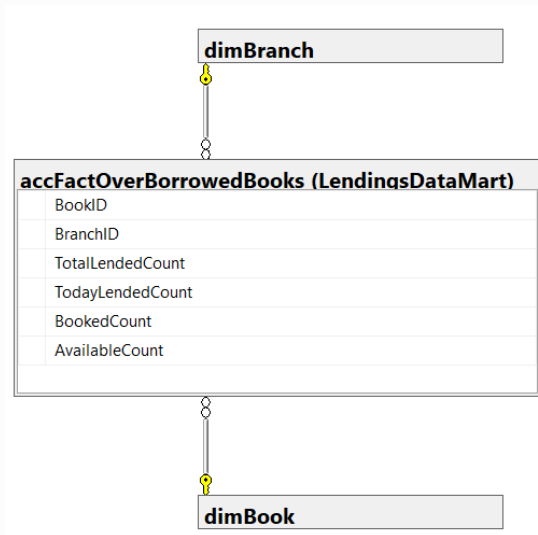 dimBranch
accFactOverBorrowedBooks (LendingsDataMart)
BookID
BranchID
TotalLendedCount
TodayLendedCount
BookedCount
AvailableCount
dimBook